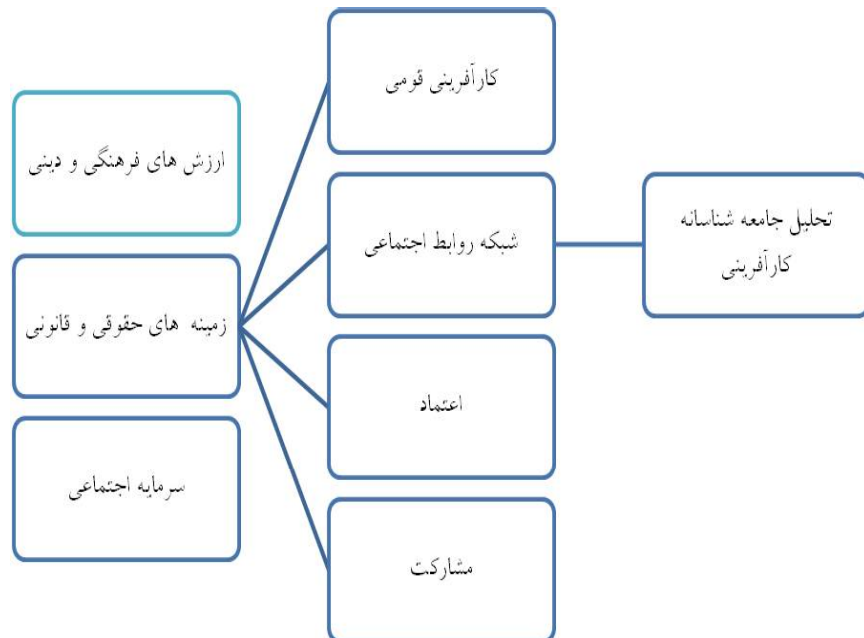 تحلیل جامعه شناسانه
کارآفرینی
کارآفرینی قومی
شبکه روابط اجتماعی
اعتماد
مشارکت
ارزش های فرهنگی و دینی
زمینه های حقوقی و قانونی
سرمایه اجتماعی